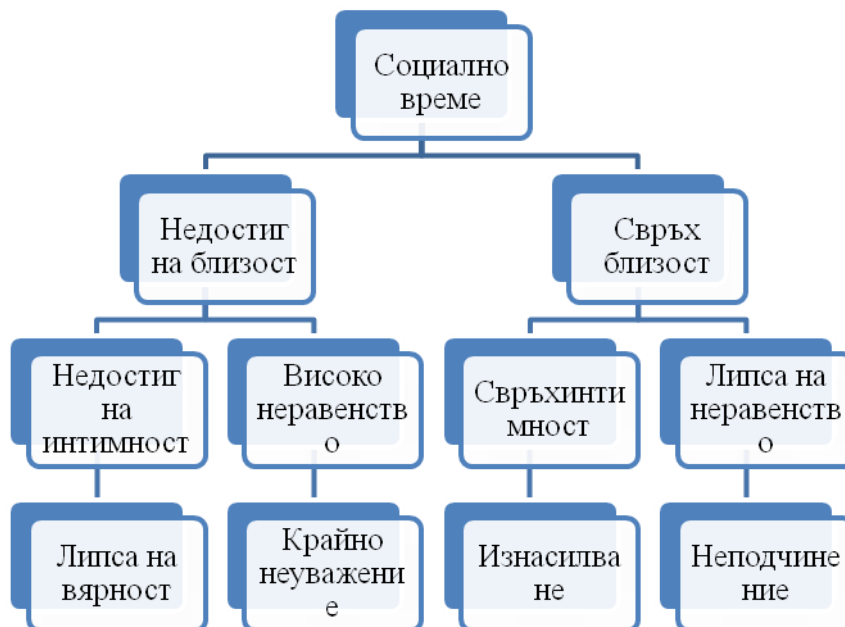 Социално
време
Недостиг
на близост
Свръх
близост
Недостиг
на
интимност
Високо
неравенств
о
Свръхинти
мност
Липса на
неравенств
о
Липса на
вярност
Крайно
неуважени
е
Изнасилва
не
Неподчине
ние